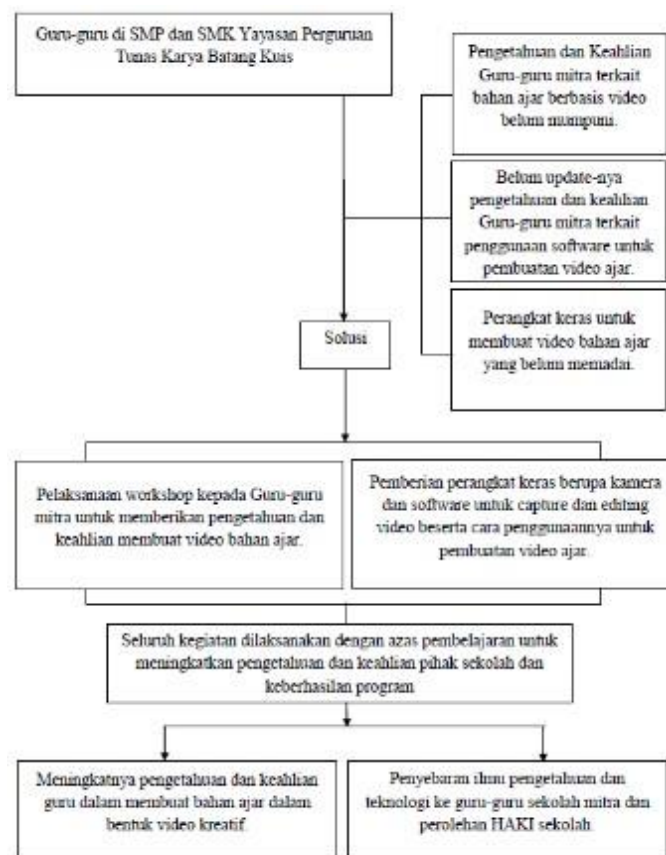 Guru-guru di SMP dan SMK Yayasan Perguruan
Tunas Karya Batang Kuis
Pengetahuan dan Keahlian
Guru-guru mitra terkait
bahan ajar berbasis video
belum mumpuni.
Belum update-nya
pengetahuan dan keahlian
Guru-guru mitra terkait
penggunaan software untuk
pembuatan video ajar.
Perangkat keras untuk
membuat video bahan ajar
yang belum memadai.
Solusi
Pelaksanaan workshop kepada Guru-guru
mitra untuk memberikan pengetahuan dan
keahlian membuat video bahan ajar.
Pemberian perangkat keras berupa kamera
dan software untuk capture dan editing
video beserta cara penggunaannya untuk
pembuatan video ajar.
Seluruh kegiatan dilaksanakan dengan azas pembelajaran untuk
meningkatkan pengetahuan dan keahlian pihak sekolah dan
keberhasilan program
Meningkatnya pengetahuan dan keahlian
guru dalam membuat bahan ajar dalam
bentuk video kreatif.
Penyebaran ilmu pengetahuan dan
teknologi ke guru-guru sekolah mitra dan
perolehan HAKI sekolah